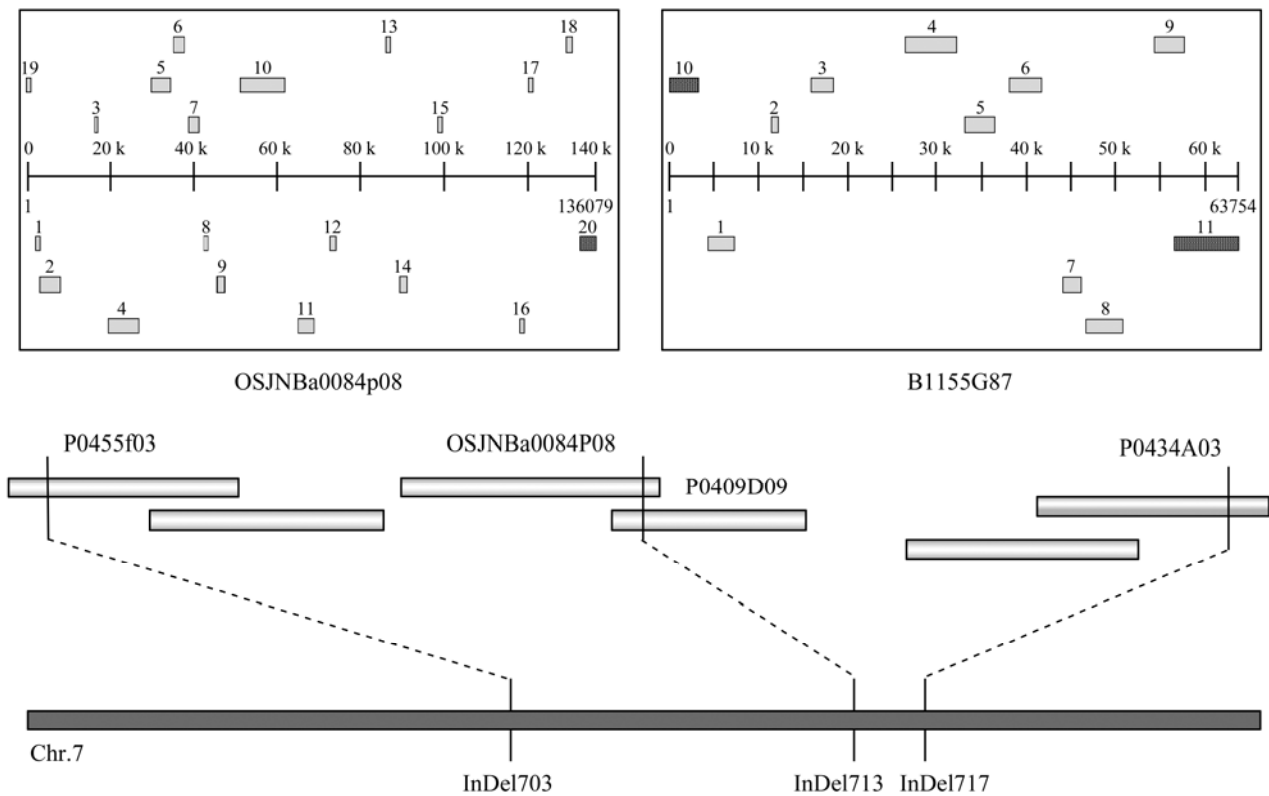 6 13 18
19 5 10 17
3 7 15
0 20 k 40 k 60 k 80 k 100 k 120 k 140 k
1 136079
1 8 12 20
2 9 14
4 11 16
OSJNBa0084p08
4 9
10 3 6
2 5
0 10 k 20 k 30 k 40 k 50 k 60 k
1 63754
1 11
7
8
B1155G87
P0455f03 OSJNBa0084P08 P0434A03
P0409D09
Chr.7
InDel703 InDel713 InDel717